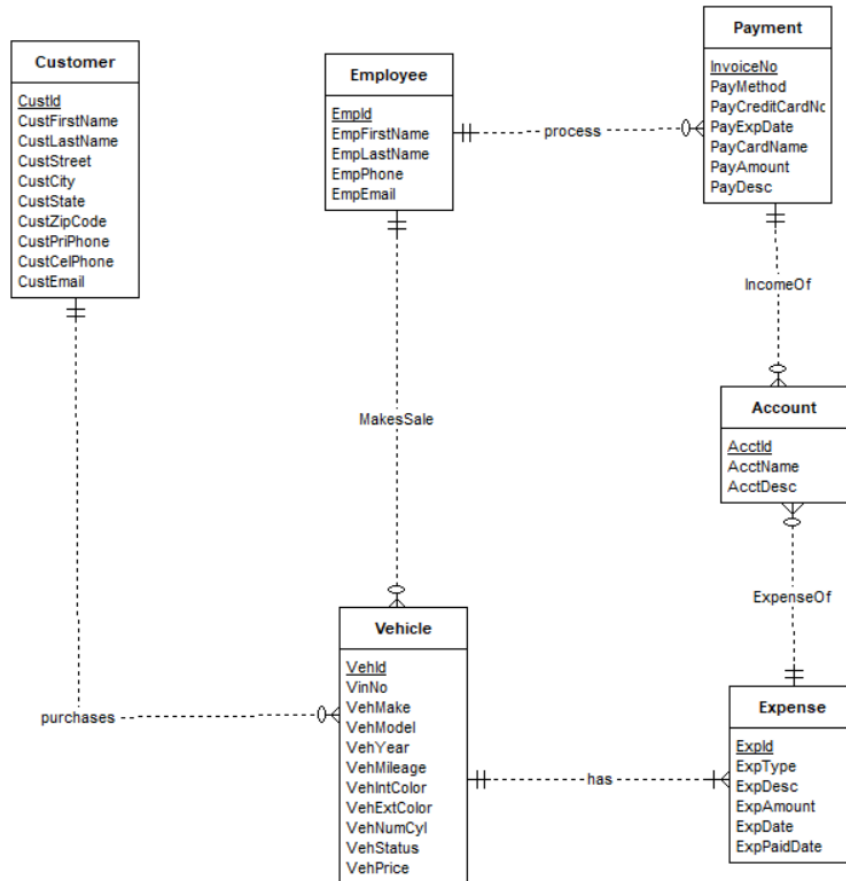 Customer
CustId
CustFirstName
CustLastName
CustStreet
CustCity
CustState
CustZipCode
CustPriPhone
CustCelPhone
CustEmail
Employee
EmpId
EmpFirstName
EmpLastName
EmpPhone
EmpEmail
process
Payment
InvoiceNo
PayMethod
PayCreditCardNo
PayExpDate
PayCardName
PayAmount
PayDesc
IncomeOf
MakesSale
Account
AcctId
AcctName
AcctDesc
ExpenseOf
purchases
Vehicle
VehId
VinNo
VehMake
VehModel
VehYear
VehMileage
VehIntColor
VehExtColor
VehNumCyl
VehStatus
VehPrice
has
Expense
ExpId
ExpType
ExpDesc
ExpAmount
ExpDate
ExpPaidDate